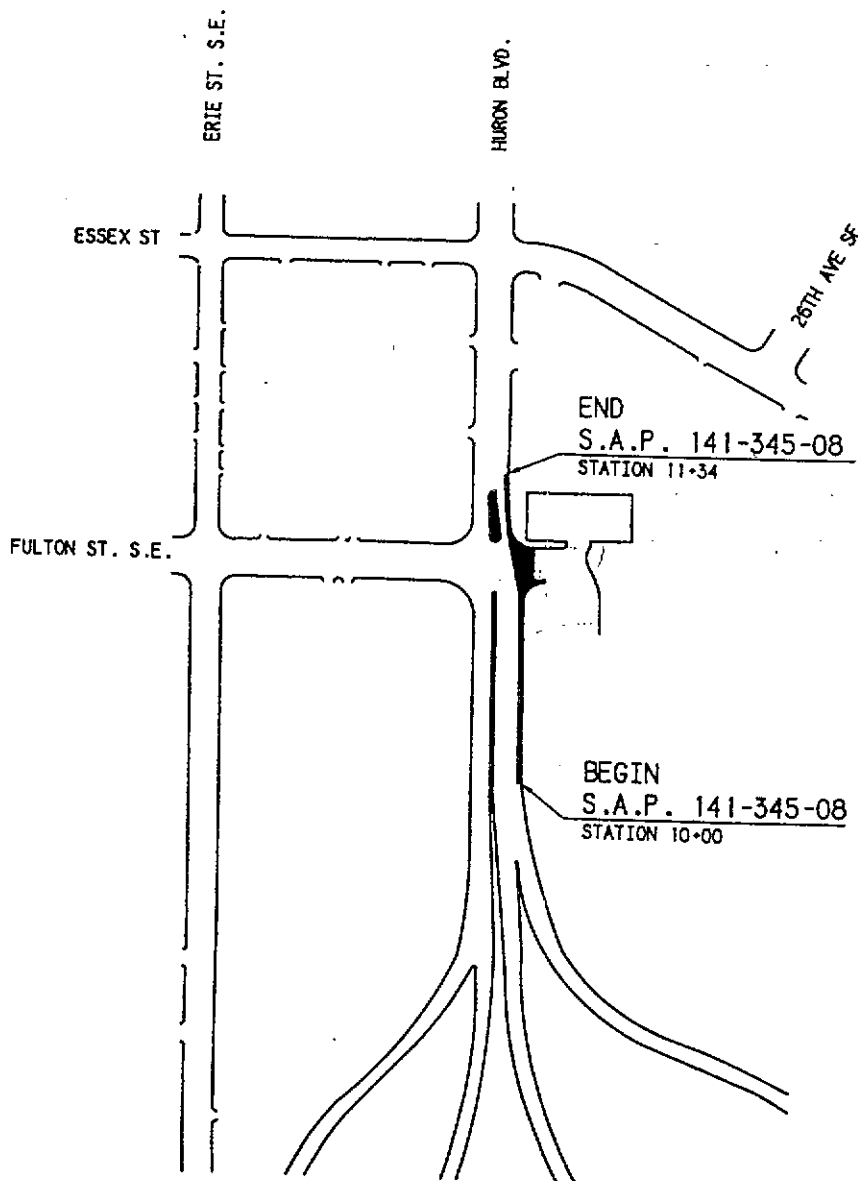 ERIE ST. S.E.
HURON BLVD.
ESSEX ST
26TH AVE SE
END
S.A.P. 141-345-08
STATION 11+34
FULTON ST. S.E.
BEGIN
S.A.P. 141-345-08
STATION 10+00